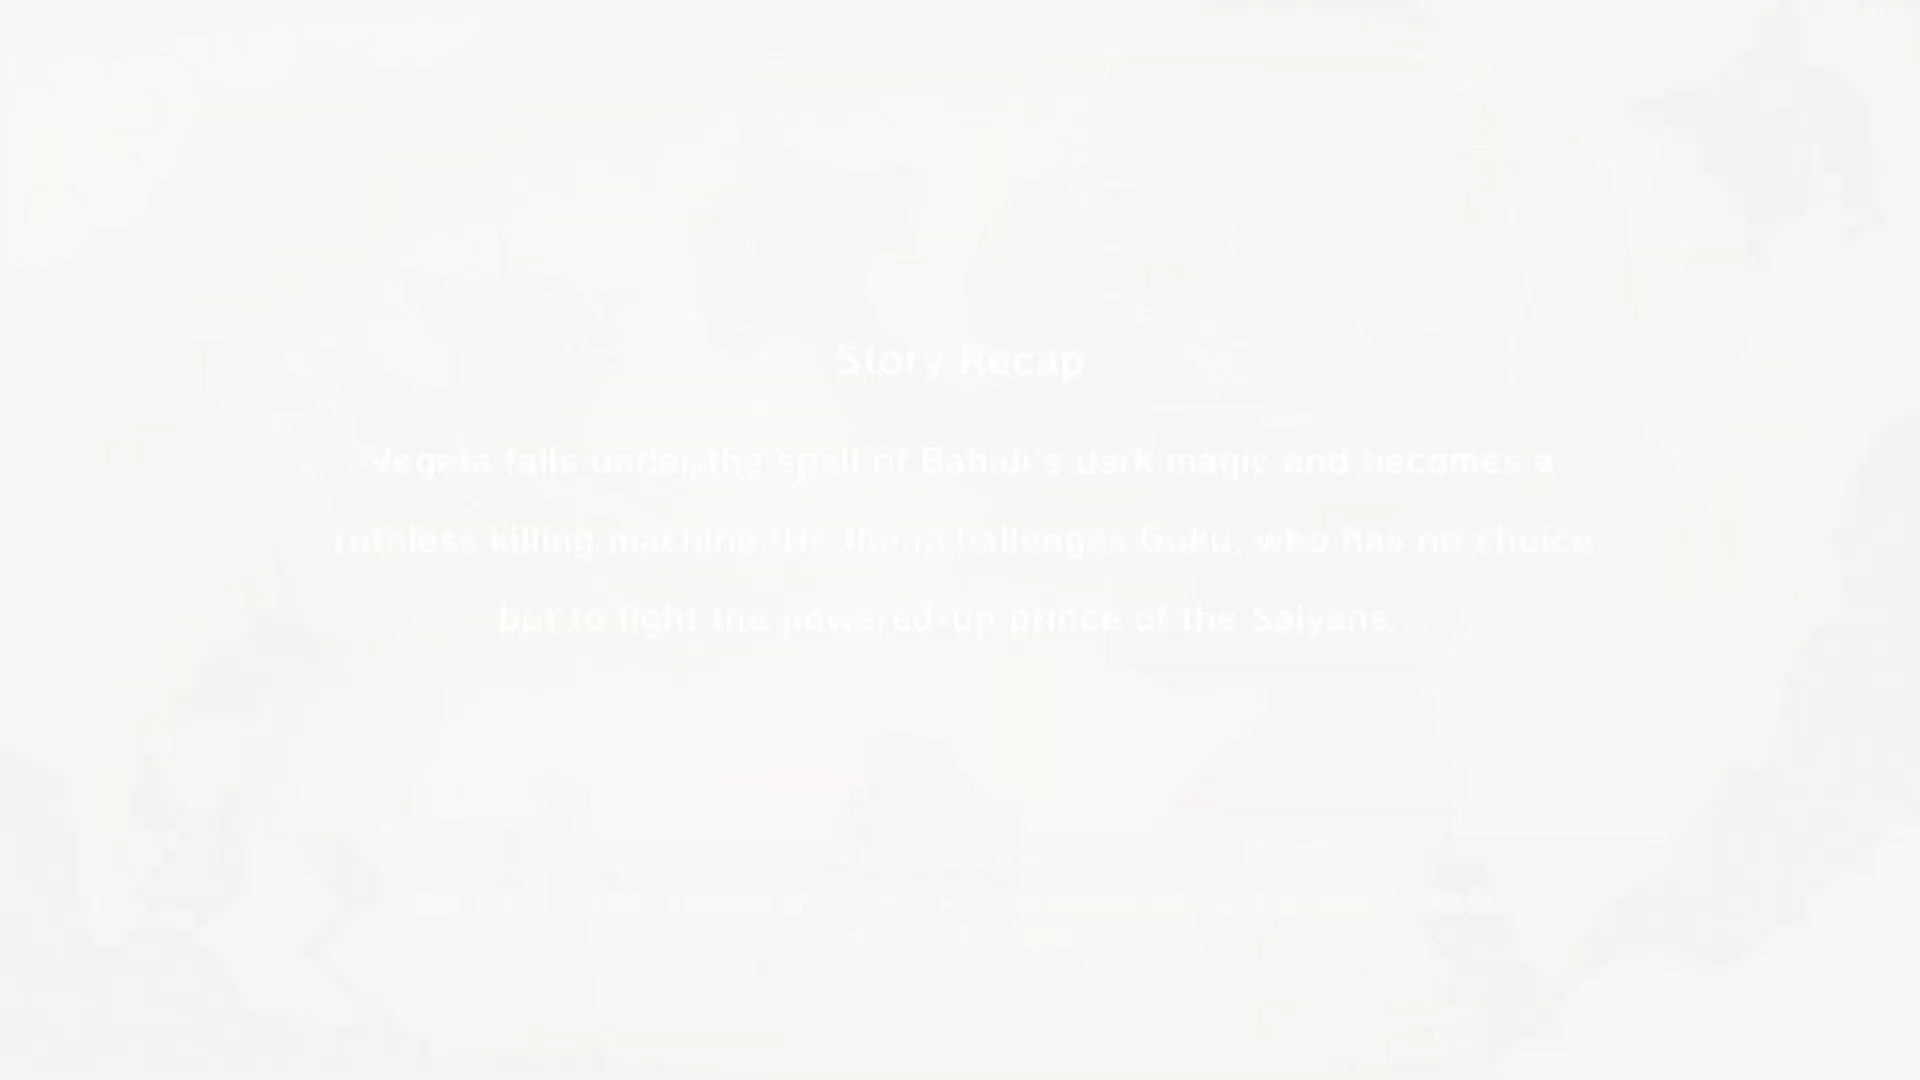 Story Recap
Vegeta falls under the spell of Babidi's dark magic and becomes a
ruthless killing machine. He then challenges Goku, who has no choice
but to fight the powered-up prince of the Saiyans...